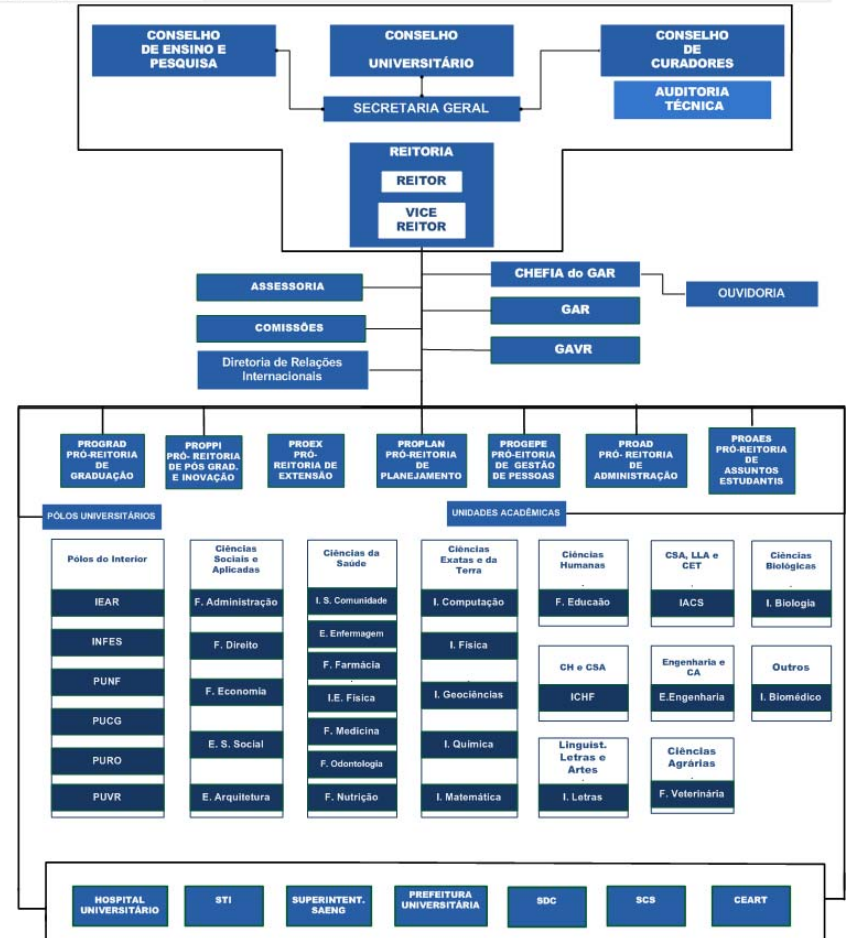 CONSELHO
DE ENSINO E
PESQUISA
CONSELHO
UNIVERSITÁRIO
CONSELHO
DE
CURADORES
AUDITORIA
TÉCNICA
SECRETARIA GERAL
REITORIA
REITOR
VICE
REITOR
ASSESSORIA
COMISSÕES
Diretoria de Relações
Internacionais
CHEFIA do GAR
OUVIDORIA
GAR
GAVR
PROGRAD
PRÓ-REITORIA
DE
GRADUAÇÃO
PROPPI
PRÓ- REITORIA
DE PÓS GRAD.
E INOVAÇÃO
PROEX
PRÓ-
REITORIA DE
EXTENSÃO
PROPLAN
PRÓ-REITORIA
DE
PLANEJAMENTO
PROGEPE
PRÓ-EITORIA
DE GESTÃO
DE PESSOAS
PROAD
PRÓ- REITORIA
DE
ADMINISTRAÇÃO
PROAES
PRÓ-REITORIA
DE
ASSUNTOS
ESTUDANTIS
PÓLOS UNIVERSITÁRIOS
UNIDADES ACADÊMICAS
Pólos do Interior
IEAR
INFES
PUNF
PUCG
PURO
PUVR
Ciências
Sociais e
Aplicadas
F. Administração
F. Direito
F. Economia
E. S. Social
E. Arquitetura
Ciências da
Saúde
I. S. Comunidade
E. Enfermagem
F. Farmácia
I.E. Física
F. Medicina
F. Odontologia
F. Nutrição
Ciências
Exatas e da
Terra
I. Computação
I. Física
I. Geociências
I. Química
I. Matemática
Ciências
Humanas
F. Educaão
CH e CSA
ICHF
Linguist.
Letras e
Artes
I. Letras
CSA, LLA e
CET
IACS
Engenharia e
CA
E.Engenharia
Ciências
Agrárias
F. Veterinária
Ciências
Biológicas
I. Biologia
Outros
I. Biomédico
HOSPITAL
UNIVERSITÁRIO
STI
SUPERINTENT.
SAENG
PREFEITURA
UNIVERSITÁRIA
SDC
SCS
CEART